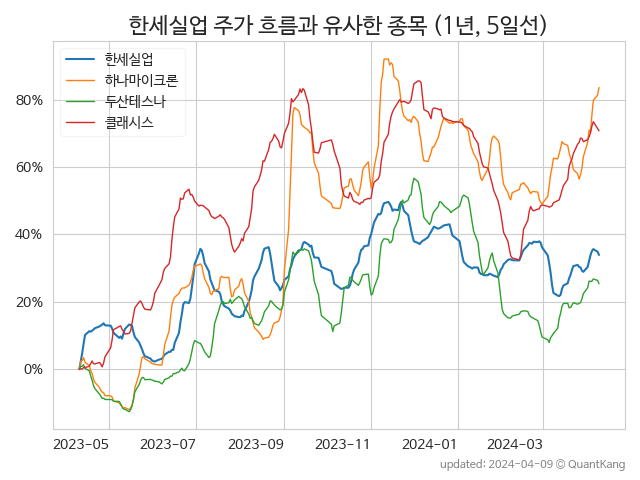 한세실업 주가 흐름과 유사한 종목 (1년, 5일선)
한세실업
하나마이크론
두산테스나
클래시스
80%
60%
40%
20%
0%
2023-05 2023-07 2023-09 2023-11 2024-01 2024-03
updated: 2024-04-09 © QuantKang